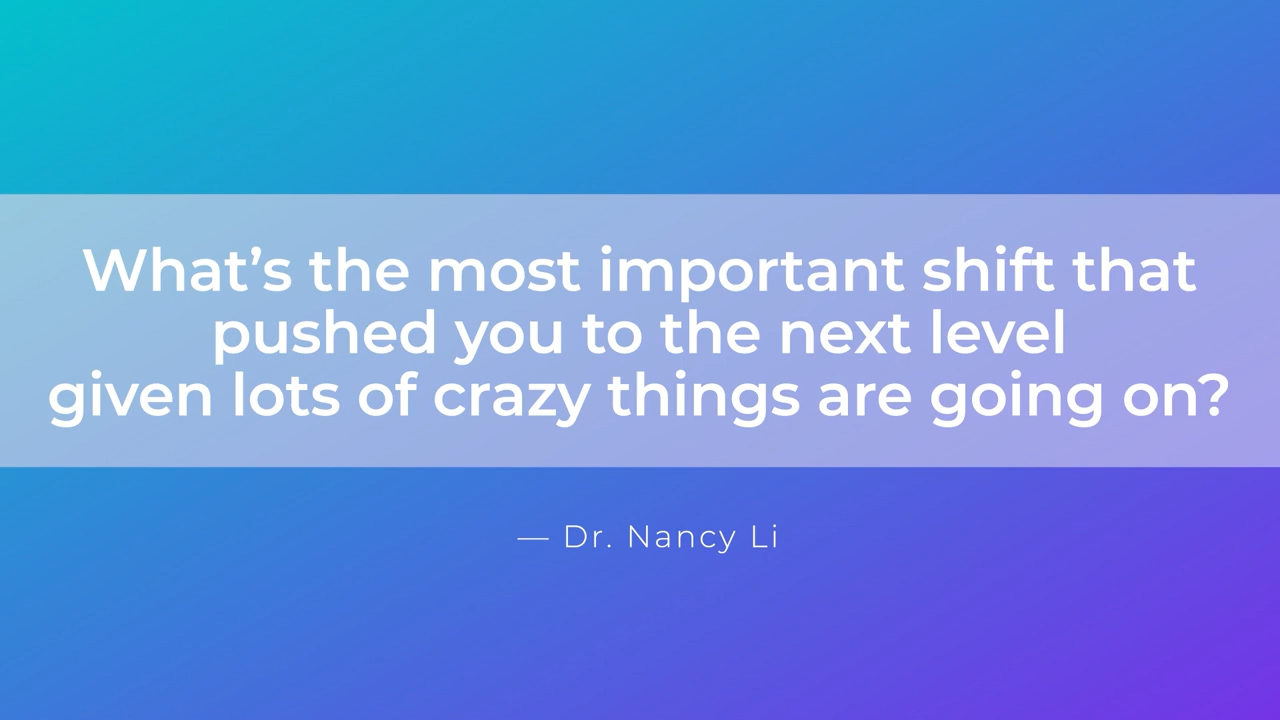 What’s the most important shift that
pushed you to the next level
given lots of crazy things are going on?
— Dr. Nancy Li